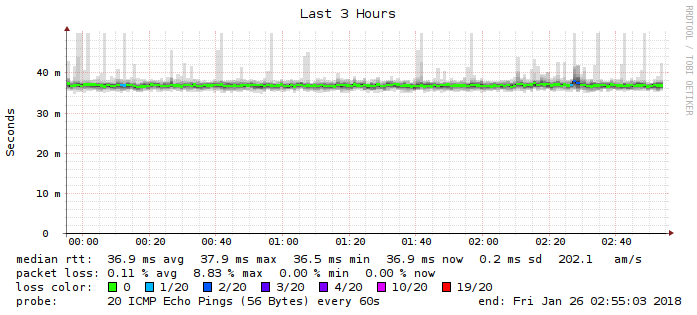 Last 3 Hours
RRDTOOL / TOBI OETIKER
Seconds
40 m
30 m
20 m
10 m
0
00:00 00:20 00:40 01:00 01:20 01:40 02:00 02:20 02:40
median rtt: 36.9 ms avg 37.9 ms max 36.5 ms min 36.9 ms now 0.2 ms sd 202.1 am/s
packet loss: 0.11 % avg 8.83 % max 0.00 % min 0.00 % now
loss color: 0 1/20 2/20 3/20 4/20 10/20 19/20
probe: 20 ICMP Echo Pings (56 Bytes) every 60s end: Fri Jan 26 02:55:03 2018